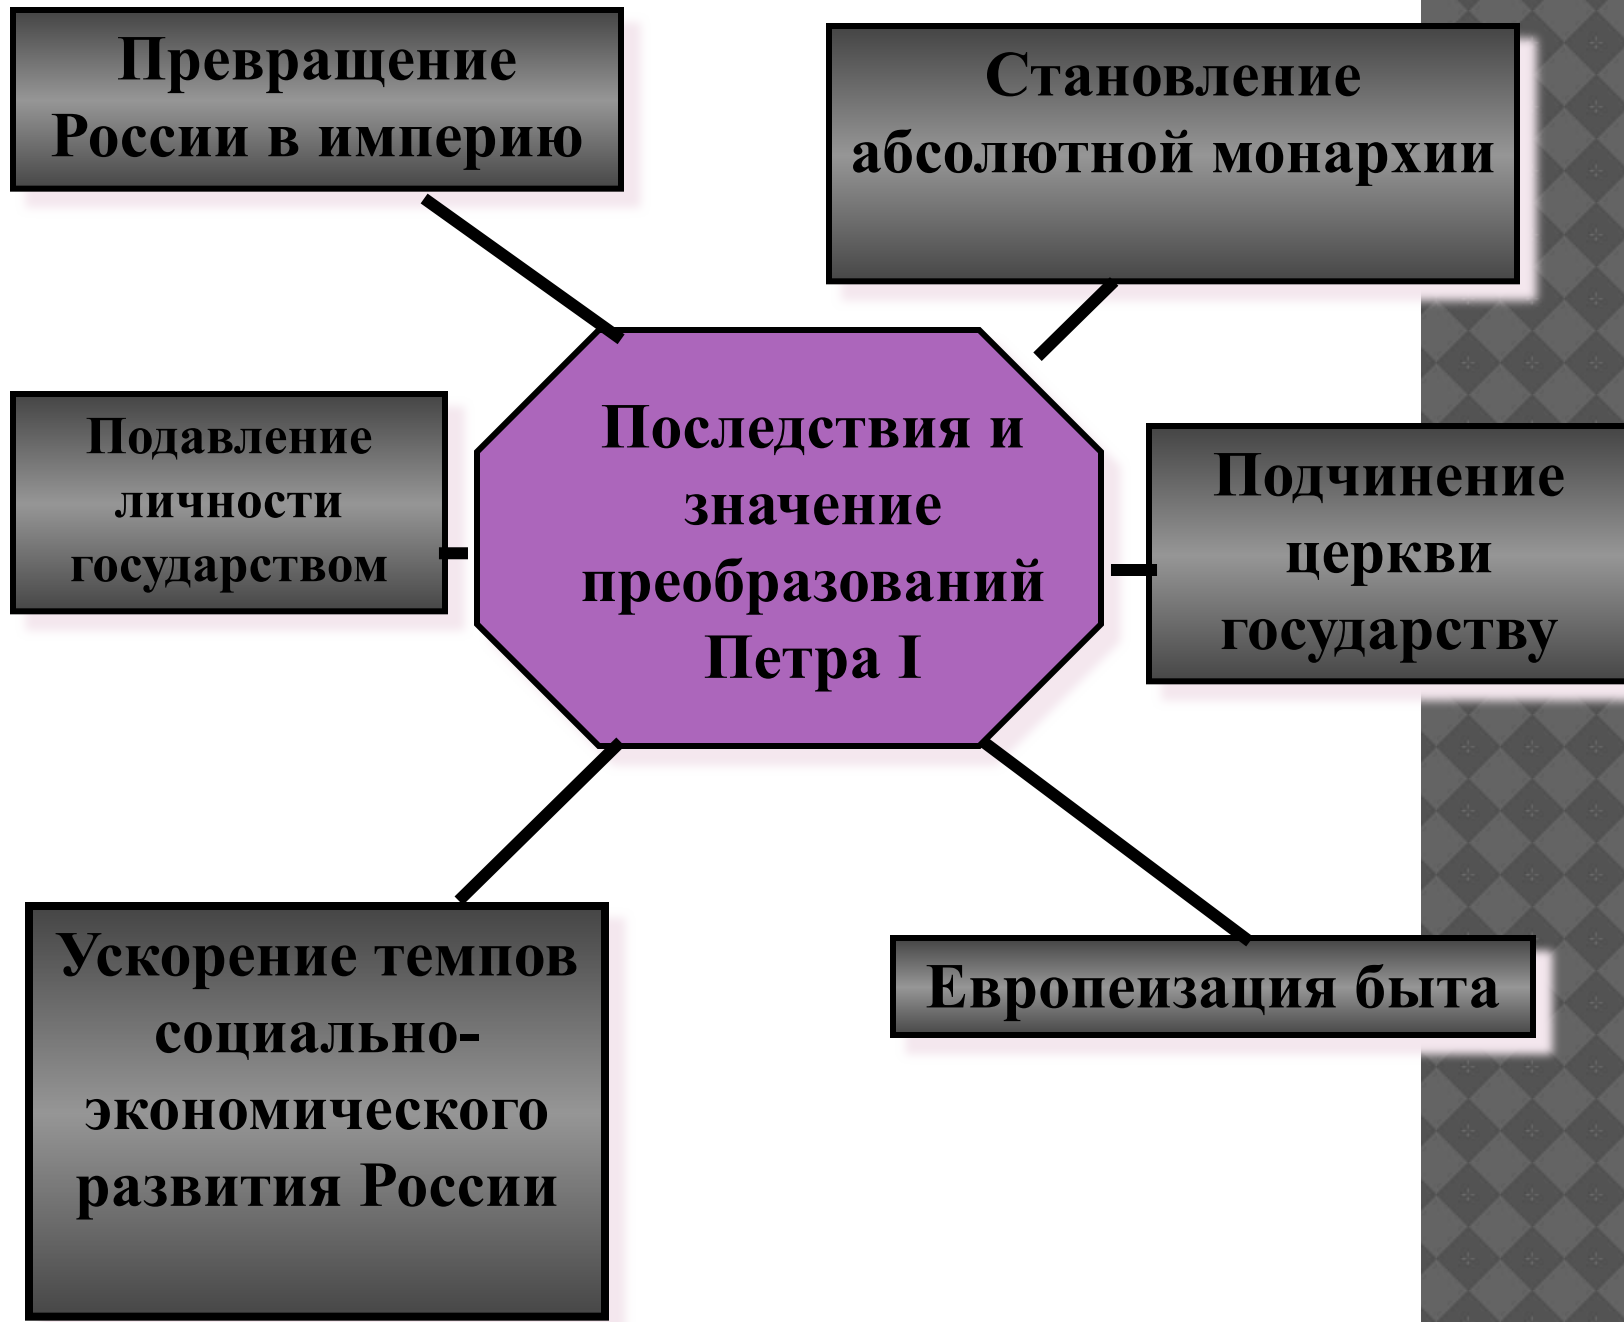 Превращение
России в империю
Становление
абсолютной монархии
Последствия и
значение
преобразований
Петра I
Подавление
личности
государством
Подчинение
церкви
государству
Ускорение темпов
социально-
экономического
развития России
Европеизация быта